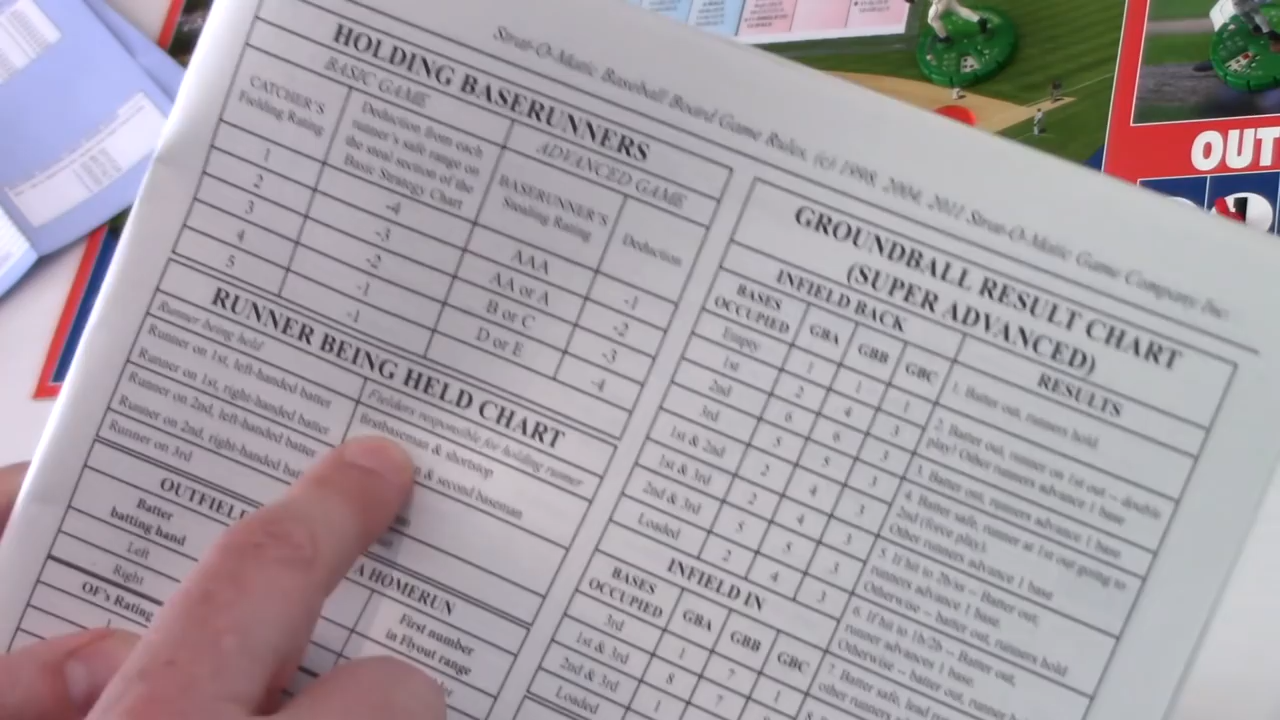 Strat-O-Matic Baseball Board Game Rules, (c) 1998, 2004, 2011 Strat-O-Matic Game Company Inc.
HOLDING BASERUNNERS
BASIC GAME
ADVANCED GAME
CATCHER'S
Fielding Rating
Deduction from each
runner's safe range on
the steal section of the
Basic Strategy Chart
BASERUNNER'S
Stealing Rating
Deduction
1 -4 AAA -1
2 -3 AA or A -2
3 -2 B or C -3
4 -1 D or E -4
5 -1
RUNNER BEING HELD CHART
Runner being held
Fielders responsible for holding runner
Runner on 1st, left-handed batter
Firstbaseman & shortstop
Runner on 1st, right-handed batter
& second baseman
Runner on 2nd, left-handed batter
Runner on 2nd, right-handed
Runner on 3rd
OUTFIEL
A HOMERUN
Batter
batting hand
First number
in Flyout range
Left
Right
OF's Rating
1
GROUNDBALL RESULT CHART
(SUPER ADVANCED)
INFIELD BACK
RESULTS
BASES
OCCUPIED
GBA GBB GBC
Empty 1 1 1
1st 2 4 3
2nd 6 6 3
3rd 5 5 3
1st & 2nd 2 4 3
1st & 3rd 2 4 3
2nd & 3rd 5 5 3
Loaded 2 4 3
1. Batter out, runners hold
2. Batter out, runner on 1st out -- double
play! Other runners advance 1 base
3. Batter out, runners advance 1 base
4. Batter safe, runner at 1st out going to
2nd (force play).
Other runners advance 1 base
5. If hit to 2b/ss -- Batter out,
runners advance 1 base.
Otherwise -- batter out, runners hold
6. If hit to 1b/2b -- Batter out,
runner advances 1 base.
Otherwise -- batter out, runner
7. Batter safe, lead
other runners
INFIELD IN
BASES
OCCUPIED
GBA GBB GBC
3rd 1 7 1
1st & 3rd 8 7
2nd & 3rd 1
Loaded
OUT